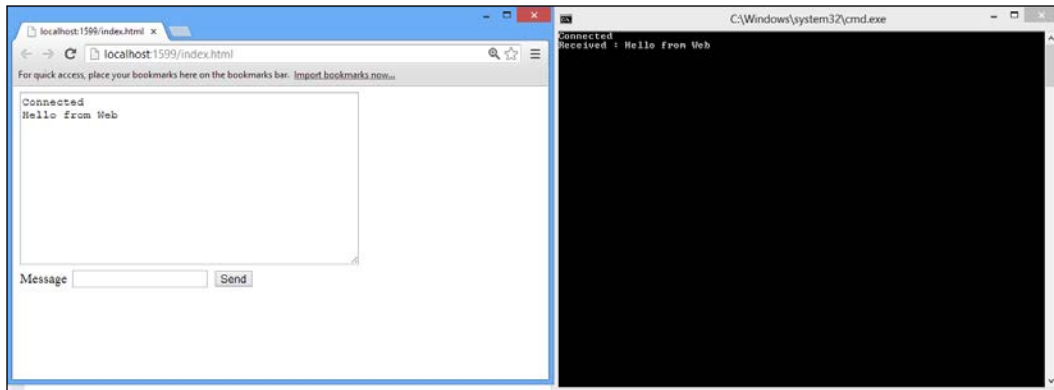 localhost:1599/index.html
localhost:1599/index.html
For quick access, place your bookmarks here on the bookmarks bar. Import bookmarks now...
Connected
Hello from Web
Message
Send
C:\Windows\system32\cmd.exe
Connected
Received : Hello from Web